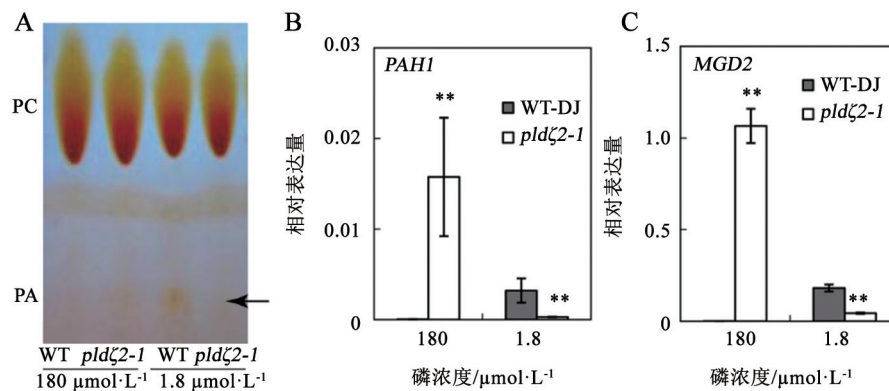 A
PC
PA
WT pldζ2-1 WT pldζ2-1
180 μmol·L⁻¹ 1.8 μmol·L⁻¹
B
相对表达量
0.03
0.02
0.01
0
PAH1
**
WT-DJ
pldζ2-1
**
180 1.8
磷浓度/μmol·L⁻¹
C
相对表达量
1.5
1.0
0.5
0
MGD2
**
WT-DJ
pldζ2-1
**
180 1.8
磷浓度/μmol·L⁻¹